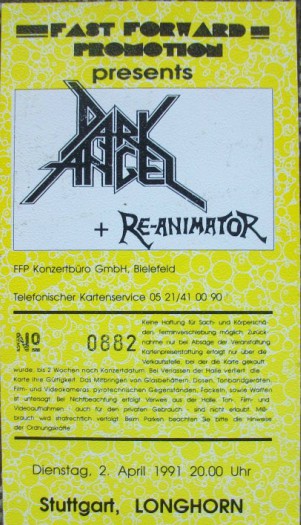 FAST FORWARD
PROMOTION
presents
DARK
ANGEL
+ RE-ANIMATOR
FFP Konzertbüro GmbH, Bielefeld
Telefonischer Kartenservice 05 21/41 00 90
Keine Haftung für Sach- und Körperschä-
den. Terminverschiebung möglich. Zurück-
nahme nur bei Absage der Veranstaltung.
No 0882
Kartenpreiserstattung erfolgt nur über die
Verkaufsstelle, bei der die Karte gekauft
wurde, bis 2 Wochen nach Konzertdatum. Bei Verlassen der Halle verliert die
Karte ihre Gültigkeit. Das Mitbringen von Glasbehältern, Dosen, Tonbandgeräten,
Film- und Videokameras, pyrotechnischen Gegenständen, Fackeln, sowie Waffen
ist untersagt. Bei Nichtbeachtung erfolgt Verweis aus der Halle. Ton- Film- und
Videoaufnahmen - auch für den privaten Gebrauch - sind nicht erlaubt. Miß-
brauch wird strafrechtlich verfolgt. Beim Parken beachten Sie bitte die Hinweise
der Ordnungskräfte.
Dienstag, 2. April 1991 20.00 Uhr
Stuttgart, LONGHORN